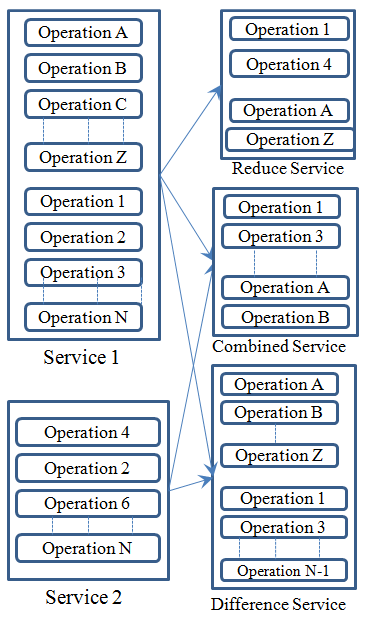 Operation A
Operation B
Operation C
Operation Z
Operation 1
Operation 2
Operation 3
Operation N
Service 1
Operation 4
Operation 2
Operation 6
Operation N
Service 2
Operation 1
Operation 4
Operation A
Operation Z
Reduce Service
Operation 1
Operation 3
Operation A
Operation B
Combined Service
Operation A
Operation B
Operation Z
Operation 1
Operation 3
Operation N-1
Difference Service